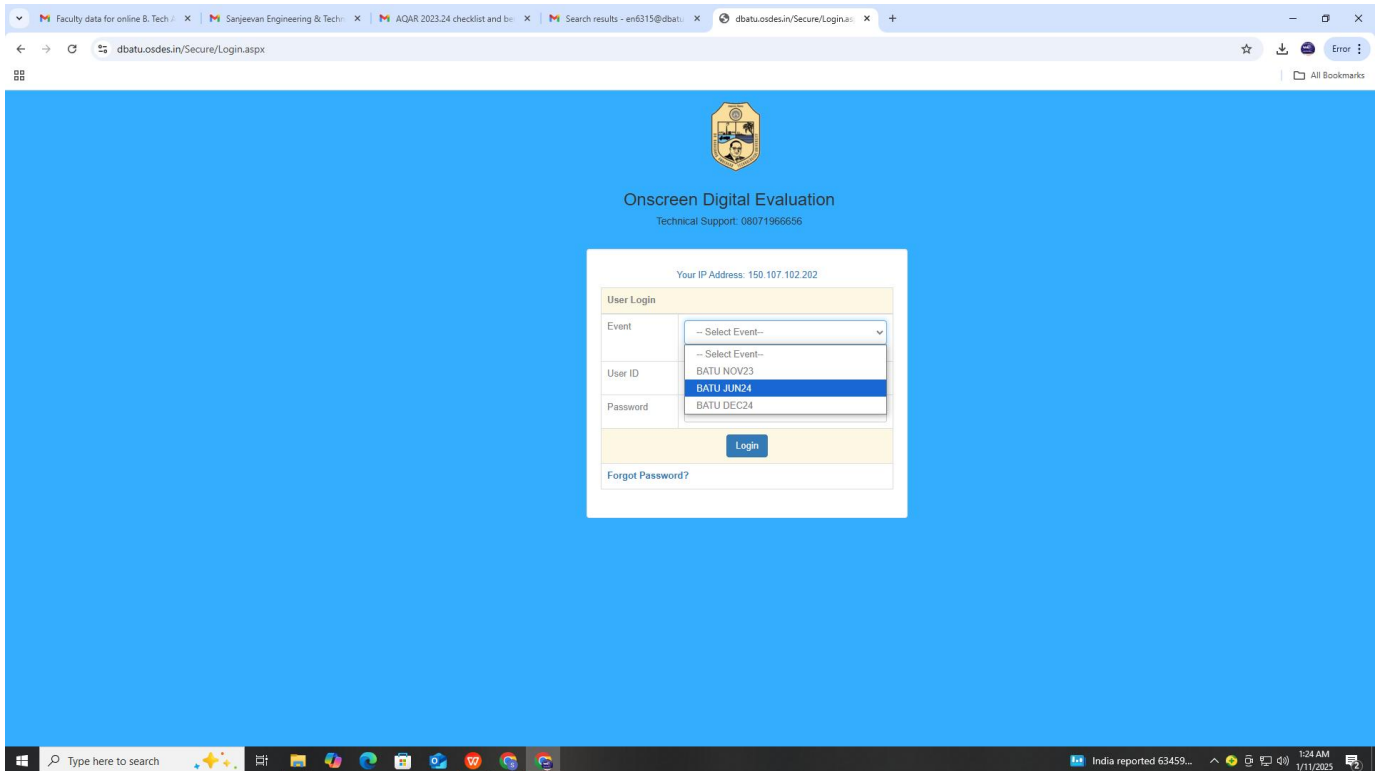 Faculty data for online B. Tech A
Sanjeevan Engineering & Techn
AQAR 2023.24 checklist and be
Search results - en6315@dbatu.
dbatu.osdes.in/Secure/Login.as
dbatu.osdes.in/Secure/Login.aspx
Error
All Bookmarks
Onscreen Digital Evaluation
Technical Support: 08071966656
Your IP Address: 150.107.102.202
User Login
Event
-- Select Event--
-- Select Event--
BATU NOV23
User ID
BATU JUN24
Password
BATU DEC24
Login
Forgot Password?
Type here to search
India reported 63459...
1:24 AM
1/11/2025
2